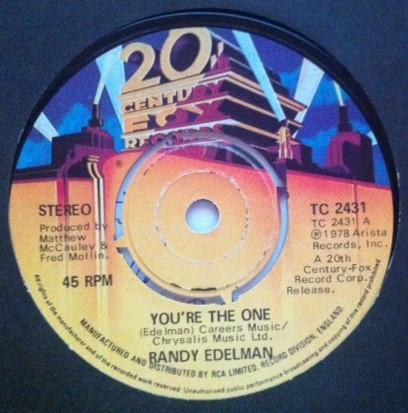 20th
CENTURY
FOX
RECORDS
STEREO
Produced by
Matthew
McCauley &
Fred Mollin.
45 RPM
TC 2431
TC 2431 A
Ⓟ 1978 Arista
Records, Inc.
A 20th
Century-Fox
Record Corp.
Release.
YOU'RE THE ONE
(Edelman) Careers Music/
Chrysalis Music Ltd.
RANDY EDELMAN
MANUFACTURED AND DISTRIBUTED BY RCA LIMITED, RECORD DIVISION, ENGLAND.
All rights of the manufacturer and of the owner of the recorded work reserved Unauthorised public performance broadcasting and copying of this record prohibited